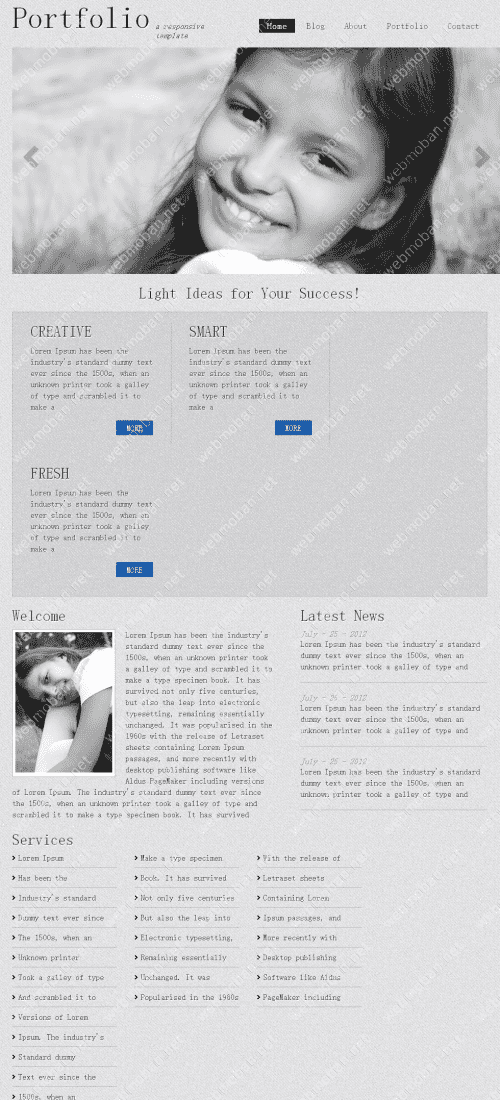 Portfolio
a responsive
template
Home Blog About Portfolio Contact
Light Ideas for Your Success!
CREATIVE
Lorem Ipsum has been the
industry's standard dummy text
ever since the 1500s, when an
unknown printer took a galley
of type and scrambled it to
make a
MORE
SMART
Lorem Ipsum has been the
industry's standard dummy text
ever since the 1500s, when an
unknown printer took a galley
of type and scrambled it to
make a
MORE
FRESH
Lorem Ipsum has been the
industry's standard dummy text
ever since the 1500s, when an
unknown printer took a galley
of type and scrambled it to
make a
MORE
Welcome
Lorem Ipsum has been the industry's
standard dummy text ever since the
1500s, when an unknown printer took
a galley of type and scrambled it to
make a type specimen book. It has
survived not only five centuries,
but also the leap into electronic
typesetting, remaining essentially
unchanged. It was popularised in the
1960s with the release of Letraset
sheets containing Lorem Ipsum
passages, and more recently with
desktop publishing software like
Aldus PageMaker including versions
of Lorem Ipsum. The industry's standard dummy text ever since
the 1500s, when an unknown printer took a galley of type and
scrambled it to make a type specimen book. It has survived
Latest News
July - 25 - 2012
Lorem Ipsum has been the industry's standard
dummy text ever since the 1500s, when an
unknown printer took a galley of type and
July - 25 - 2012
Lorem Ipsum has been the industry's standard
dummy text ever since the 1500s, when an
unknown printer took a galley of type and
July - 25 - 2012
Lorem Ipsum has been the industry's standard
dummy text ever since the 1500s, when an
unknown printer took a galley of type and
Services
Lorem Ipsum
Has been the
Industry's standard
Dummy text ever since
The 1500s, when an
Unknown printer
Took a galley of type
And scrambled it to
Versions of Lorem
Ipsum. The industry's
Standard dummy
Text ever since the
1500s, when an
Make a type specimen
Book. It has survived
Not only five centuries
But also the leap into
Electronic typesetting,
Remaining essentially
Unchanged. It was
Popularised in the 1960s
With the release of
Letraset sheets
Containing Lorem
Ipsum passages, and
More recently with
Desktop publishing
Software like Aldus
PageMaker including
webmoban.net